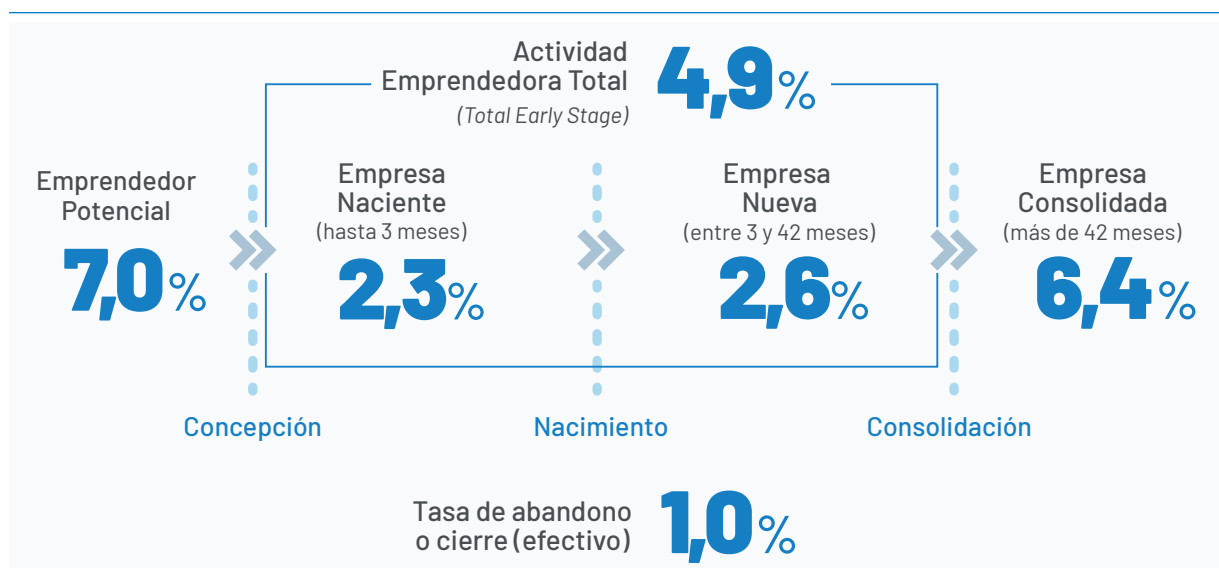 Actividad
Emprendedora Total
(Total Early Stage)
4,9%
Emprendedor
Potencial
7,0%
Empresa
Naciente
(hasta 3 meses)
2,3%
Empresa
Nueva
(entre 3 y 42 meses)
2,6%
Empresa
Consolidada
(más de 42 meses)
6,4%
Concepción
Nacimiento
Consolidación
Tasa de abandono
o cierre (efectivo)
1,0%